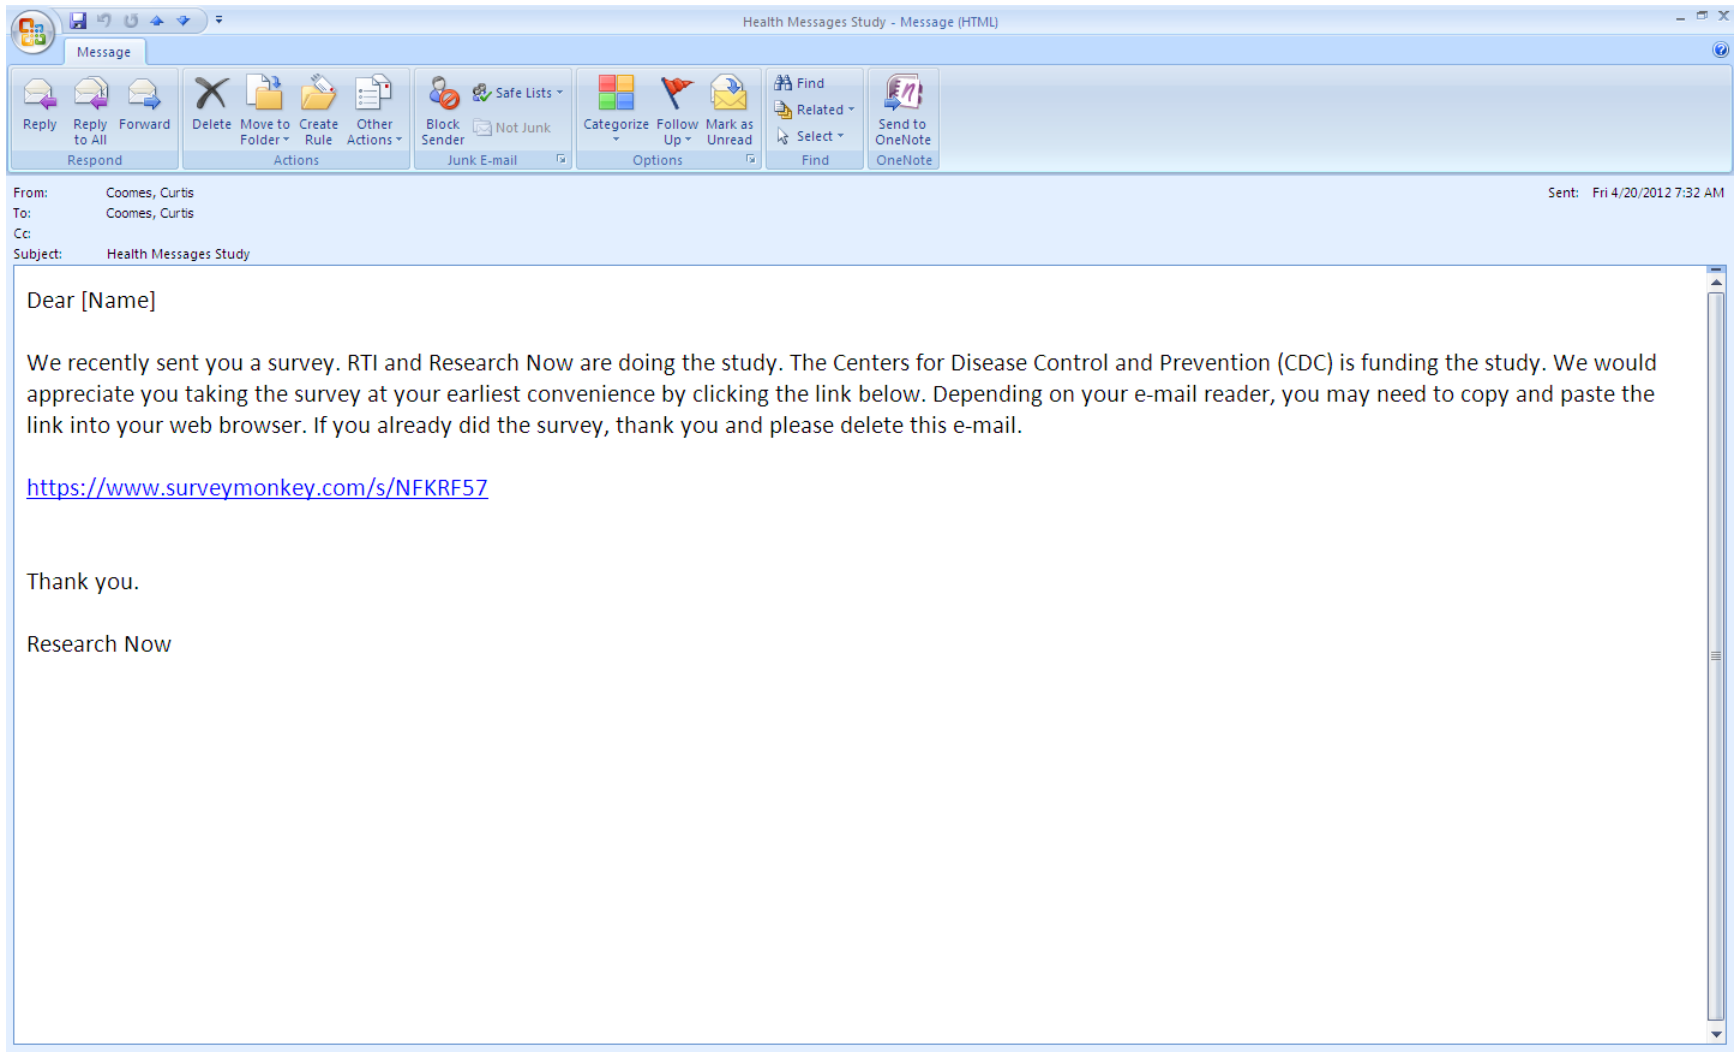 Health Messages Study - Message (HTML)
Message
Reply
Reply to All
Forward
Respond
Delete
Move to Folder
Create Rule
Other Actions
Actions
Block Sender
Safe Lists
Not Junk
Junk E-mail
Categorize
Follow Up
Mark as Unread
Options
Find
Related
Select
Find
Send to OneNote
OneNote
From: Coomes, Curtis
Sent: Fri 4/20/2012 7:32 AM
To: Coomes, Curtis
Cc:
Subject: Health Messages Study
Dear [Name]
We recently sent you a survey. RTI and Research Now are doing the study. The Centers for Disease Control and Prevention (CDC) is funding the study. We would
appreciate you taking the survey at your earliest convenience by clicking the link below. Depending on your e-mail reader, you may need to copy and paste the
link into your web browser. If you already did the survey, thank you and please delete this e-mail.
https://www.surveymonkey.com/s/NFKRF57
Thank you.
Research Now